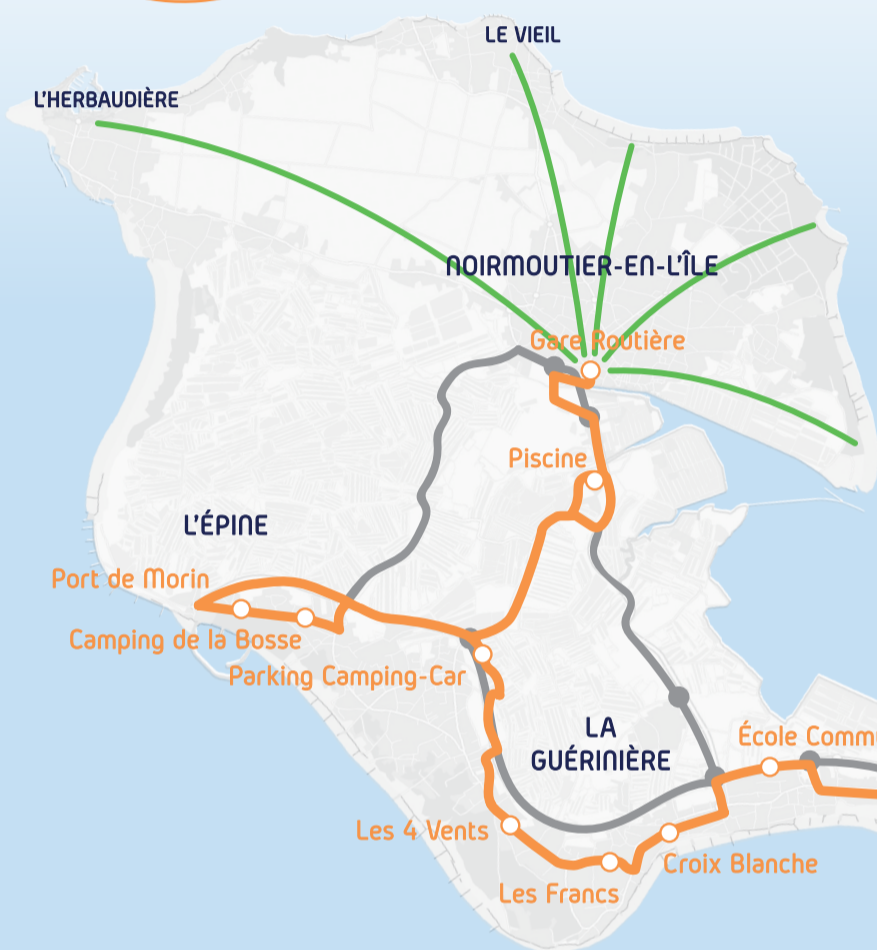 LE VIEIL
L'HERBAUDIÈRE
NOIRMOUTIER-EN-L'ÎLE
Gare Routière
Piscine
L'ÉPINE
Port de Morin
Camping de la Bosse
Parking Camping-Car
LA
GUÉRINIÈRE
École Commu
Les 4 Vents
Croix Blanche
Les Francs